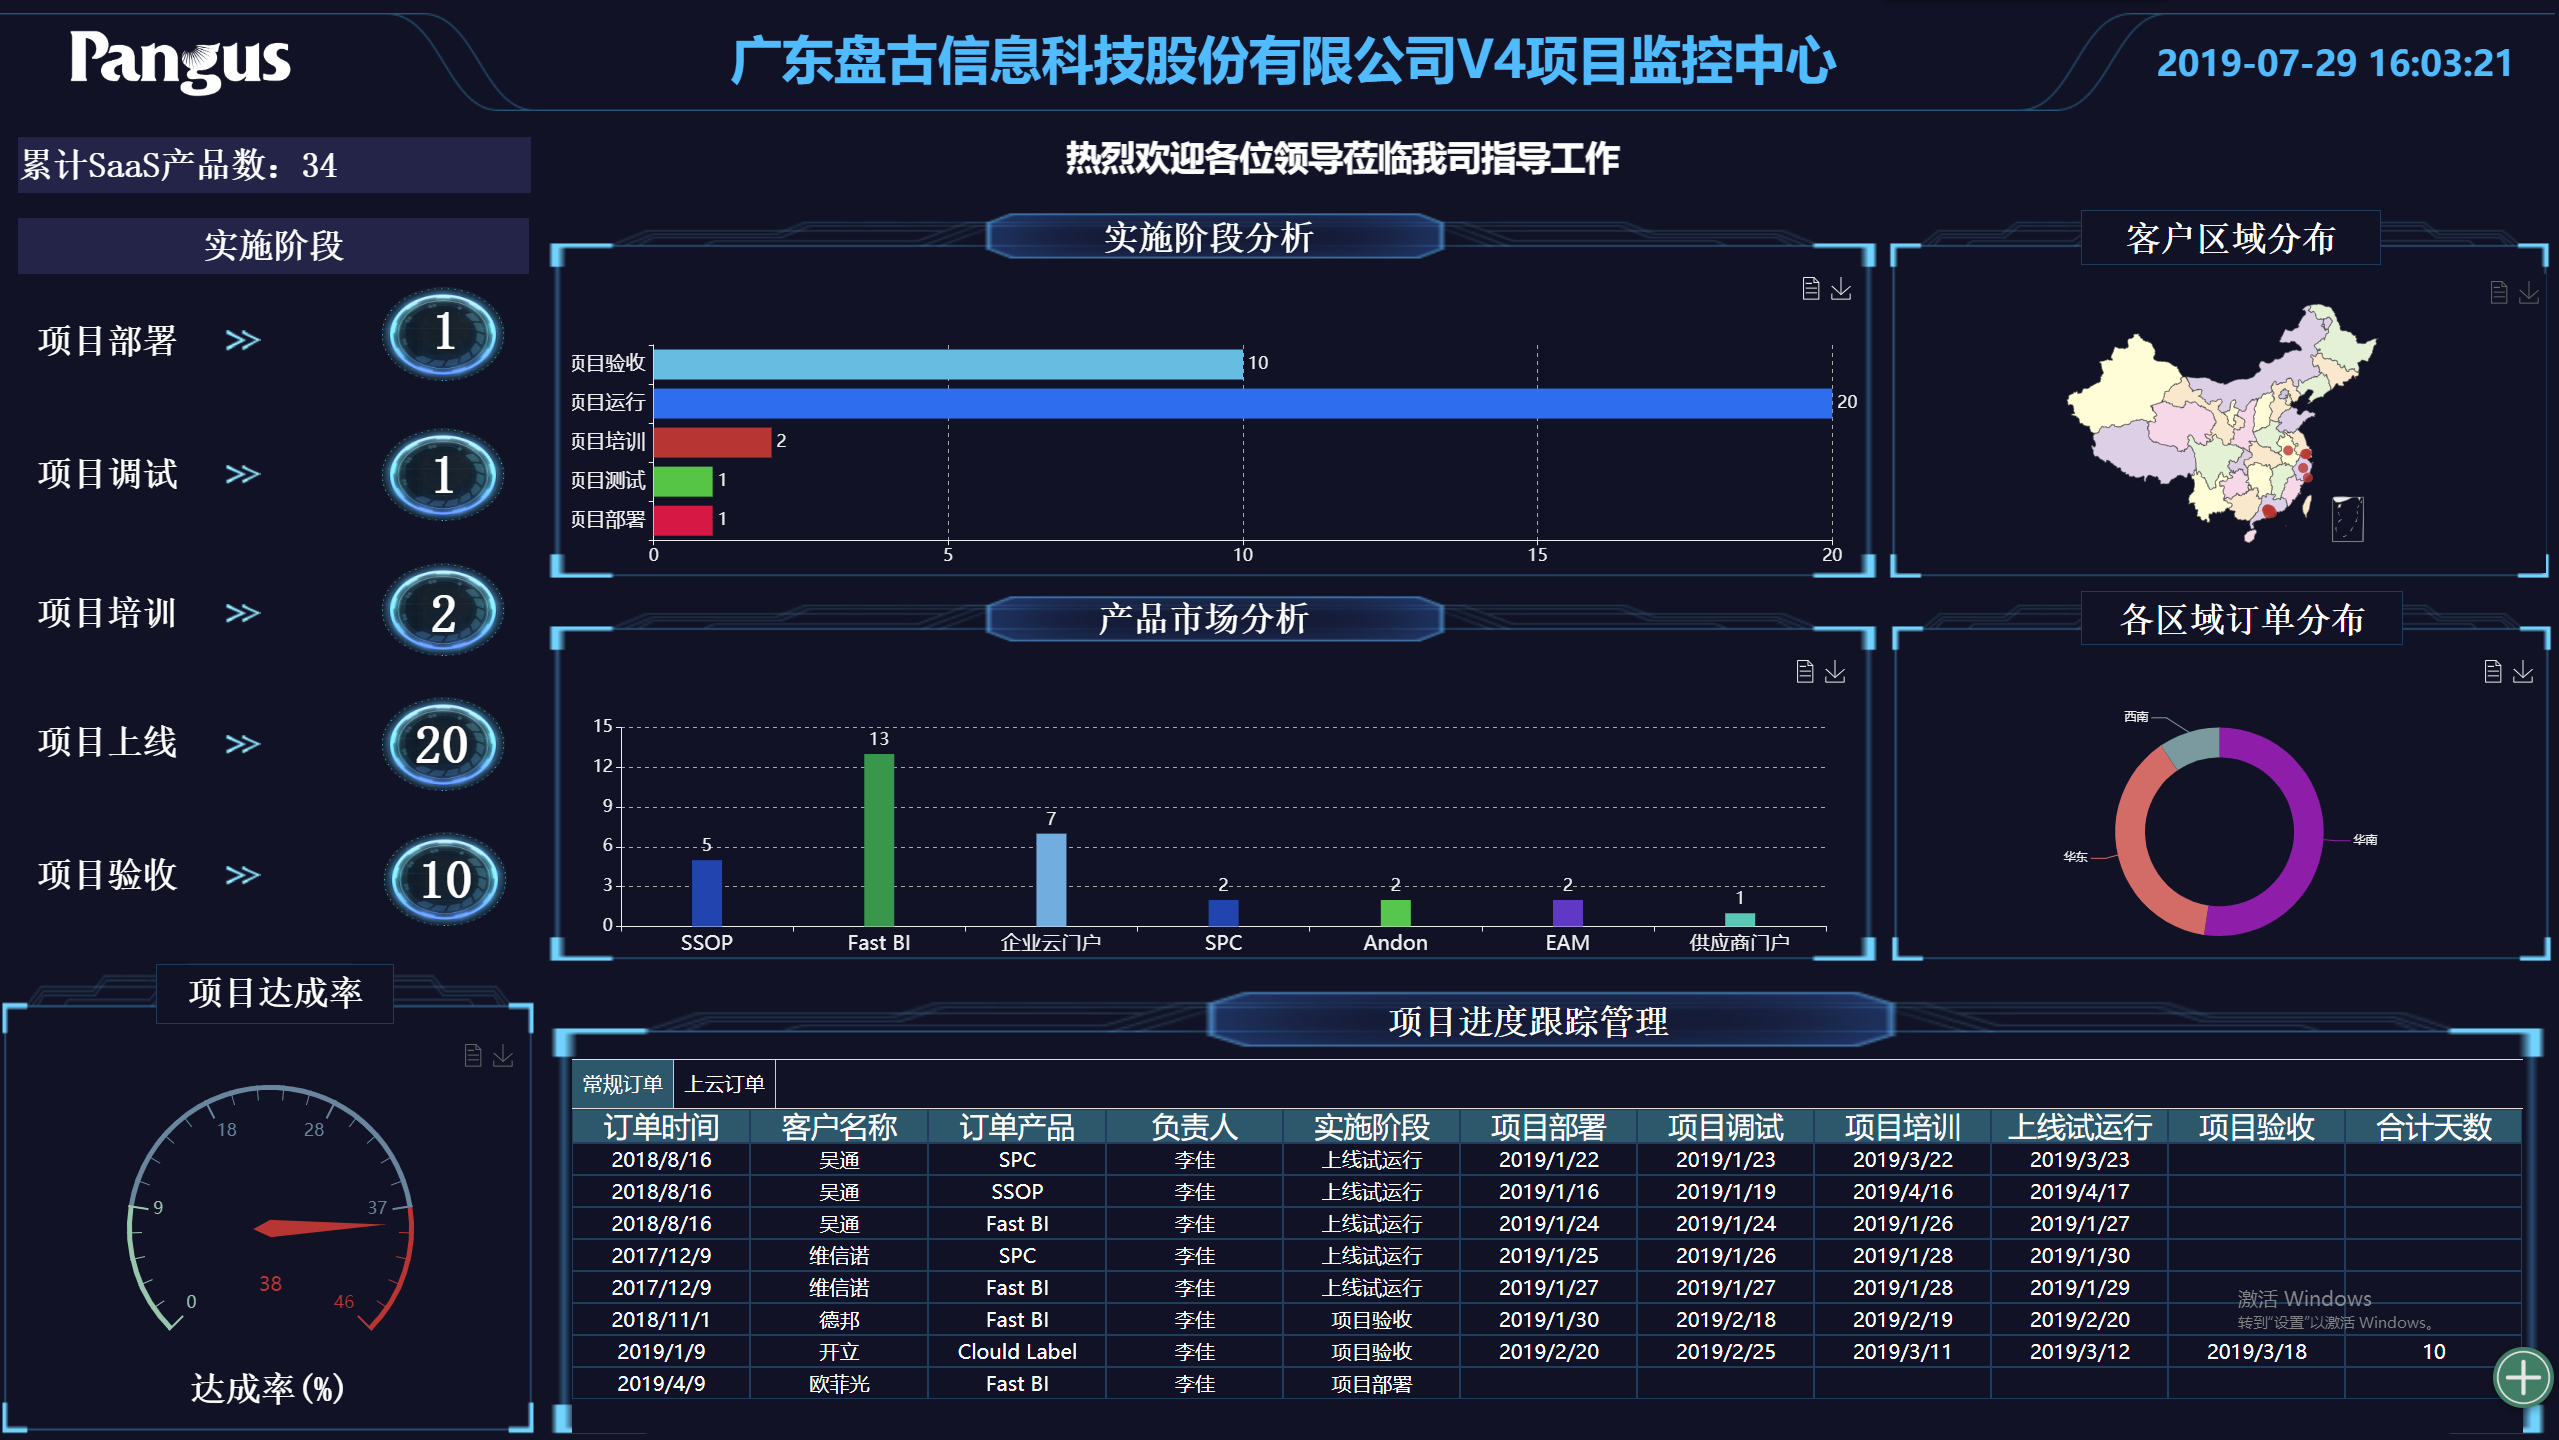 Pangus
广东盘古信息科技股份有限公司V4项目监控中心
2019-07-29 16:03:21
热烈欢迎各位领导莅临我司指导工作
累计SaaS产品数：34
实施阶段
项目部署 >> 1
项目调试 >> 1
项目培训 >> 2
项目上线 >> 20
项目验收 >> 10
项目达成率
0
9
18
28
37
46
38
达成率(%)
实施阶段分析
项目验收 10
项目运行 20
项目培训 2
项目测试 1
项目部署 1
0 5 10 15 20
客户区域分布
产品市场分析
15
12
9
6
3
0
5 13 7 2 2 2 1
SSOP Fast BI 企业云门户 SPC Andon EAM 供应商门户
各区域订单分布
西南
华东
华南
项目进度跟踪管理
常规订单 上云订单
订单时间 客户名称 订单产品 负责人 实施阶段 项目部署 项目调试 项目培训 上线试运行 项目验收 合计天数
2018/8/16 吴通 SPC 李佳 上线试运行 2019/1/22 2019/1/23 2019/3/22 2019/3/23
2018/8/16 吴通 SSOP 李佳 上线试运行 2019/1/16 2019/1/19 2019/4/16 2019/4/17
2018/8/16 吴通 Fast BI 李佳 上线试运行 2019/1/24 2019/1/24 2019/1/26 2019/1/27
2017/12/9 维信诺 SPC 李佳 上线试运行 2019/1/25 2019/1/26 2019/1/28 2019/1/30
2017/12/9 维信诺 Fast BI 李佳 上线试运行 2019/1/27 2019/1/27 2019/1/28 2019/1/29
2018/11/1 德邦 Fast BI 李佳 项目验收 2019/1/30 2019/2/18 2019/2/19 2019/2/20
2019/1/9 开立 Clould Label 李佳 项目验收 2019/2/20 2019/2/25 2019/3/11 2019/3/12 2019/3/18 10
2019/4/9 欧菲光 Fast BI 李佳 项目部署
激活 Windows
转到"设置"以激活 Windows。